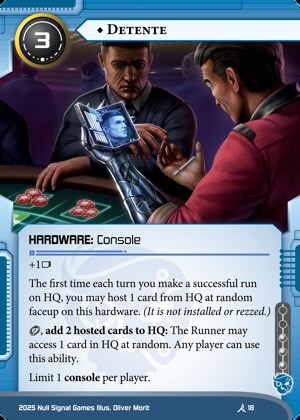 3
◆ Detente
HARDWARE: Console
+1
The first time each turn you make a successful run
on HQ, you may host 1 card from HQ at random
faceup on this hardware. (It is not installed or rezzed.)
, add 2 hosted cards to HQ: The Runner may
access 1 card in HQ at random. Any player can use
this ability.
Limit 1 console per player.
2025 Null Signal Games Illus. Oliver Morit
18